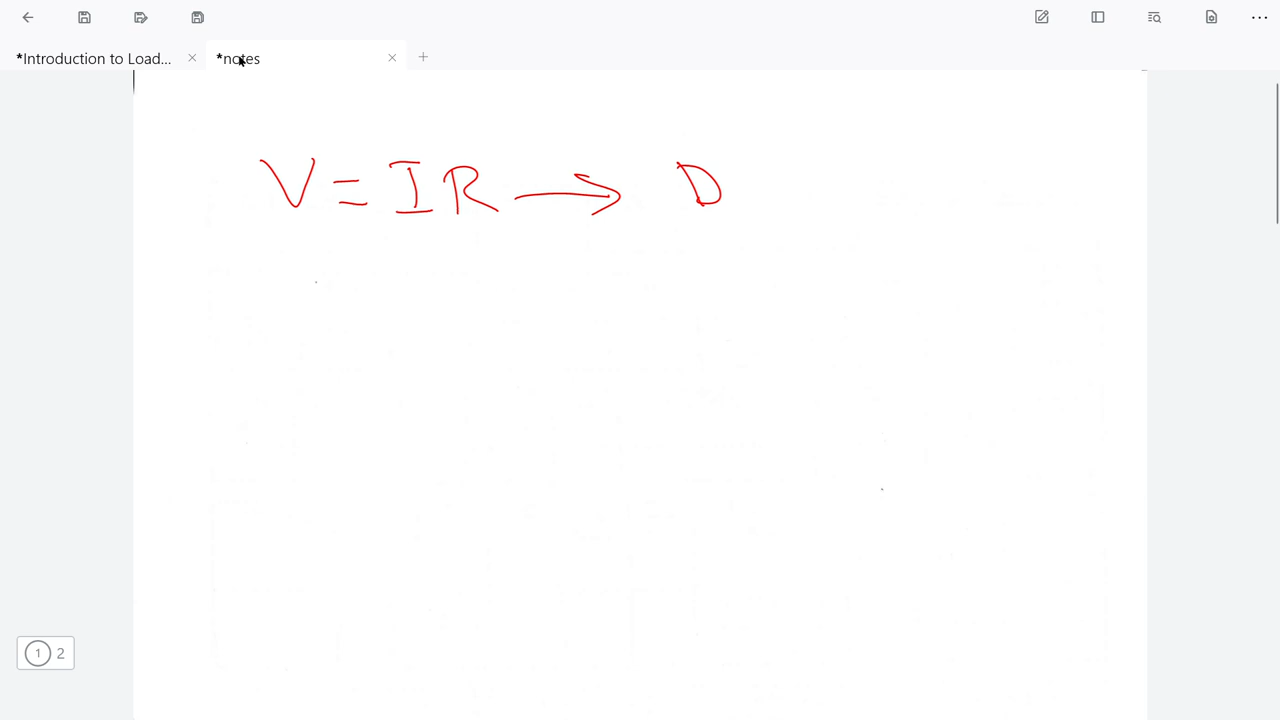 *Introduction to Load... *notes
V = IR → D
1 2